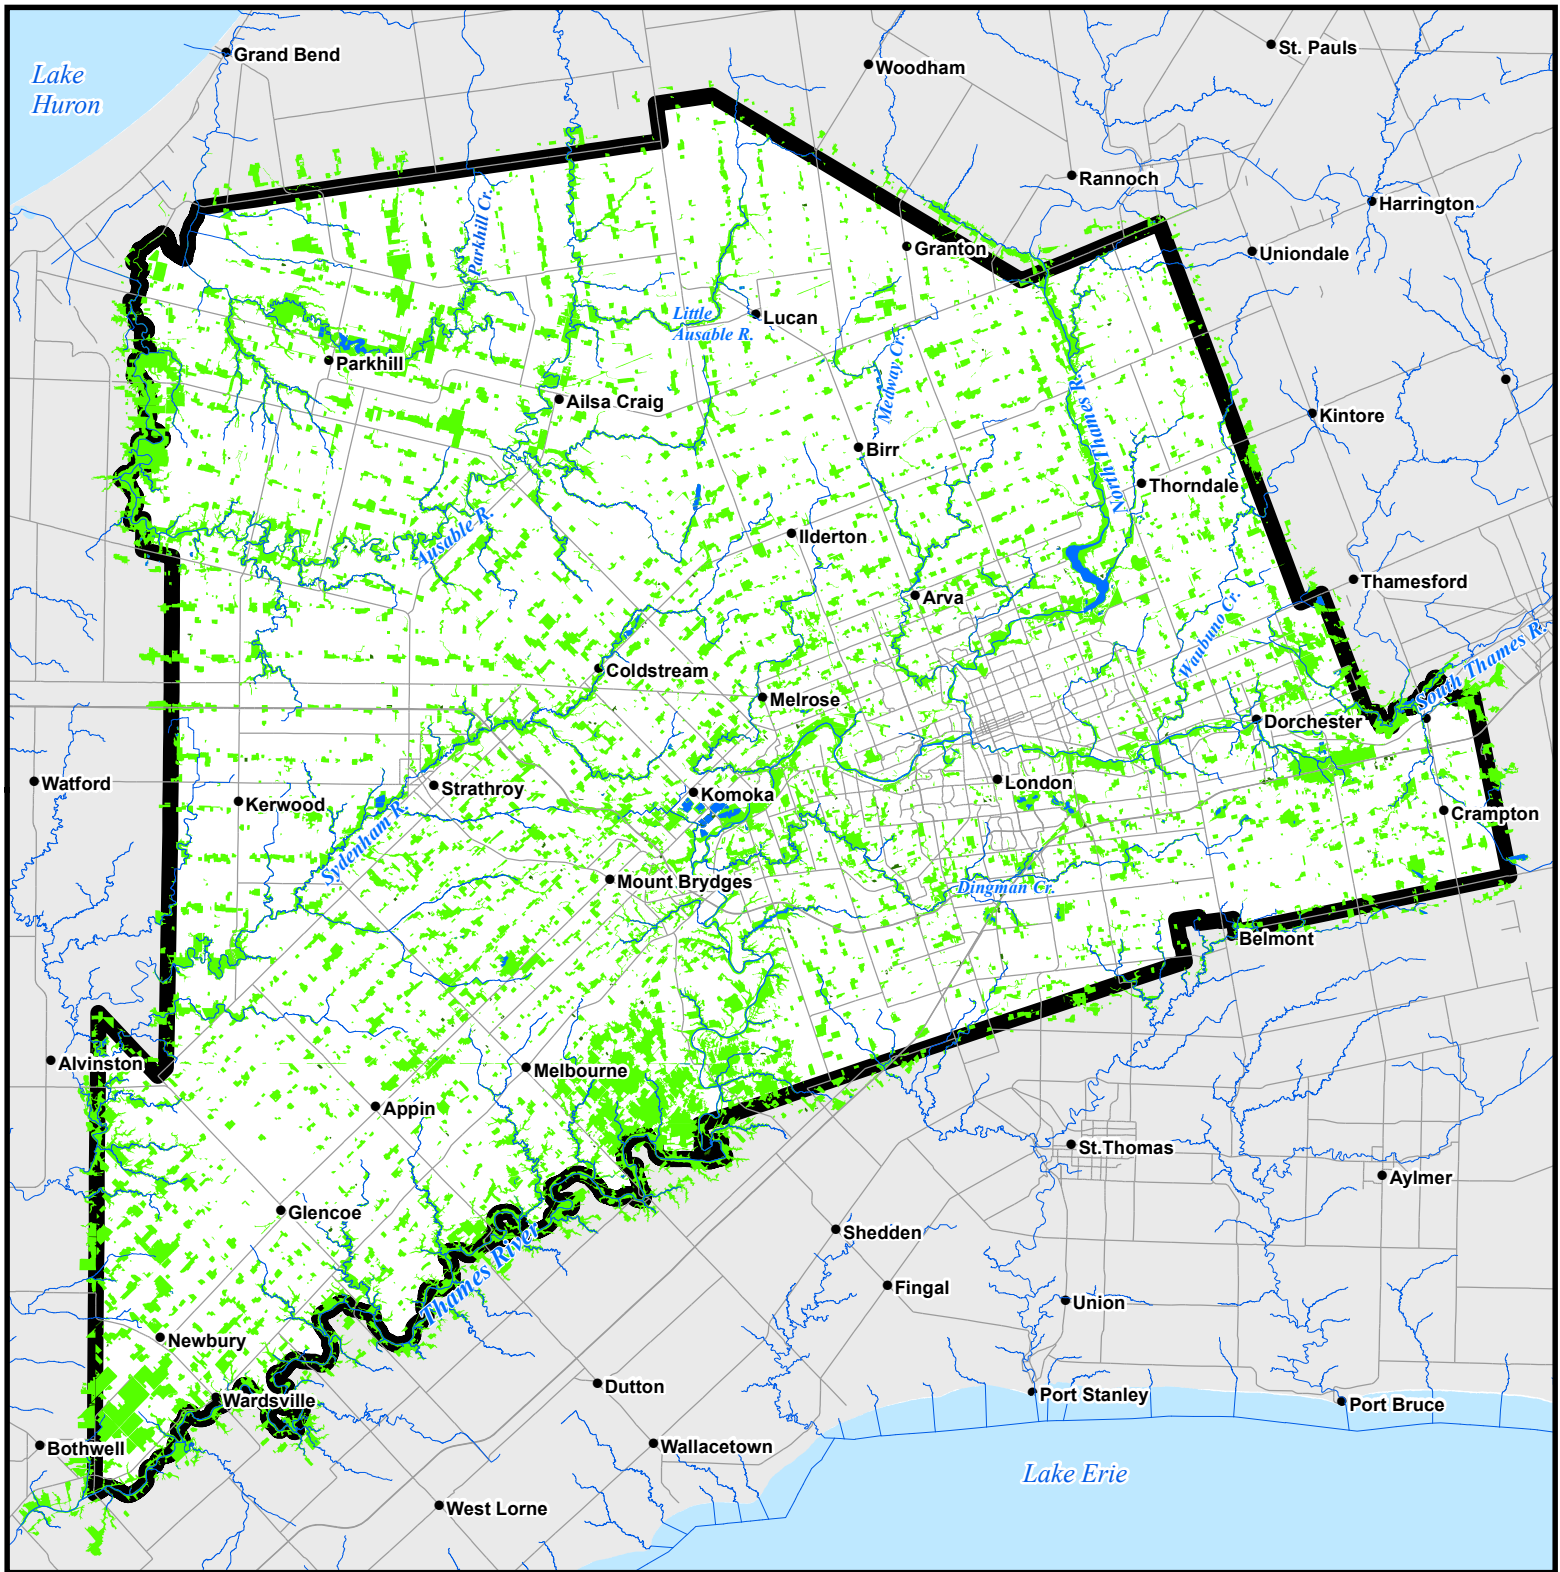 Grand Bend
St. Pauls
Woodham
Lake
Huron
Rannoch
Harrington
Parkhill Cr.
Granton
Uniondale
Little
Ausable R.
Lucan
Parkhill
Medway Cr.
Ailsa Craig
North Thames R.
Kintore
Birr
Thorndale
Ausable R.
Ilderton
Thamesford
Arva
Waubuno Cr.
South Thames R.
Coldstream
Melrose
Dorchester
Watford
Strathroy
London
Kerwood
Komoka
Crampton
Sydenham R.
Mount Brydges
Dingman Cr.
Belmont
Alvinston
Melbourne
Appin
St.Thomas
Aylmer
Glencoe
Shedden
Thames River
Fingal
Union
Newbury
Dutton
Wardsville
Port Stanley
Port Bruce
Bothwell
Wallacetown
Lake Erie
West Lorne